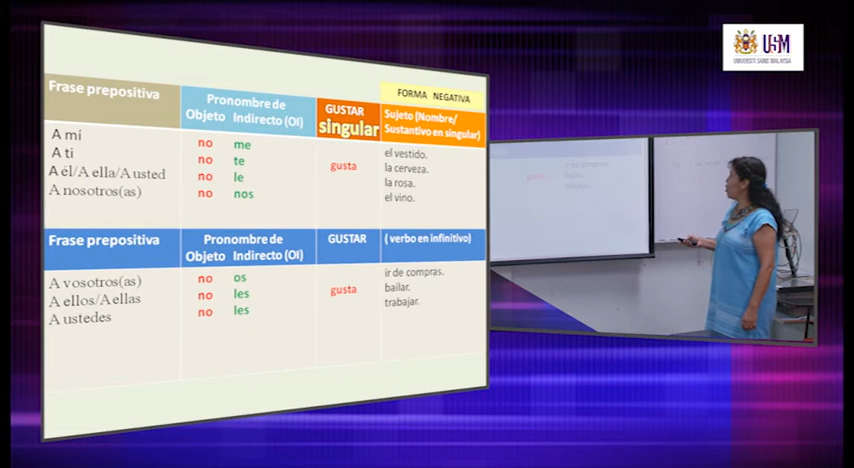 USM
UNIVERSITI SAINS MALAYSIA
FORMA NEGATIVA
Frase prepositiva
Pronombre de
Objeto Indirecto (OI)
GUSTAR
singular
Sujeto (Nombre/
Sustantivo en singular)
A mí
A ti
A él/A ella/A usted
A nosotros(as)
no me
no te
no le
no nos
gusta
el vestido.
la cerveza.
la rosa.
el vino.
Frase prepositiva
Pronombre de
Objeto Indirecto (OI)
GUSTAR
( verbo en infinitivo)
A vosotros(as)
A ellos/A ellas
A ustedes
no os
no les
no les
gusta
ir de compras.
bailar.
trabajar.